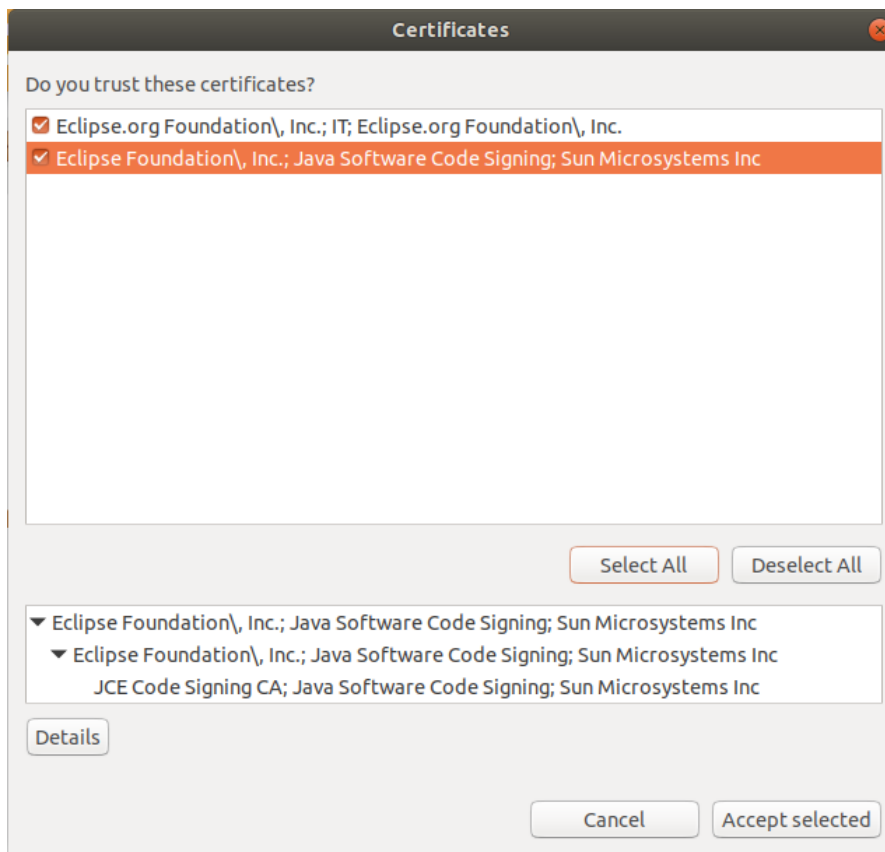 Certificates
Do you trust these certificates?
Eclipse.org Foundation\, Inc.; IT; Eclipse.org Foundation\, Inc.
Eclipse Foundation\, Inc.; Java Software Code Signing; Sun Microsystems Inc
Select All
Deselect All
Eclipse Foundation\, Inc.; Java Software Code Signing; Sun Microsystems Inc
Eclipse Foundation\, Inc.; Java Software Code Signing; Sun Microsystems Inc
JCE Code Signing CA; Java Software Code Signing; Sun Microsystems Inc
Details
Cancel
Accept selected